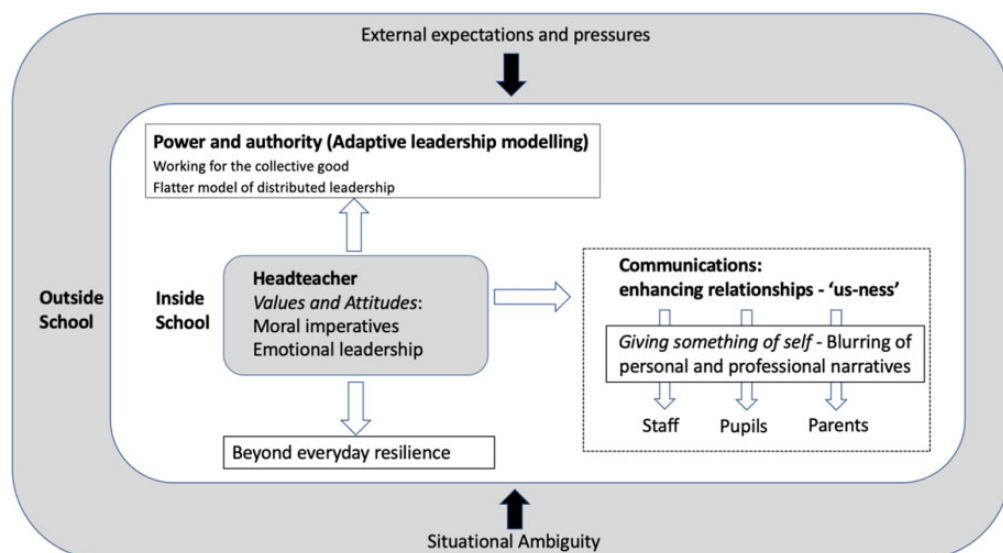 External expectations and pressures
Power and authority (Adaptive leadership modelling)
Working for the collective good
Flatter model of distributed leadership
Outside
School
Inside
School
Headteacher
Values and Attitudes:
Moral imperatives
Emotional leadership
Communications:
enhancing relationships - ‘us-ness’
Giving something of self - Blurring of
personal and professional narratives
Staff
Pupils
Parents
Beyond everyday resilience
Situational Ambiguity